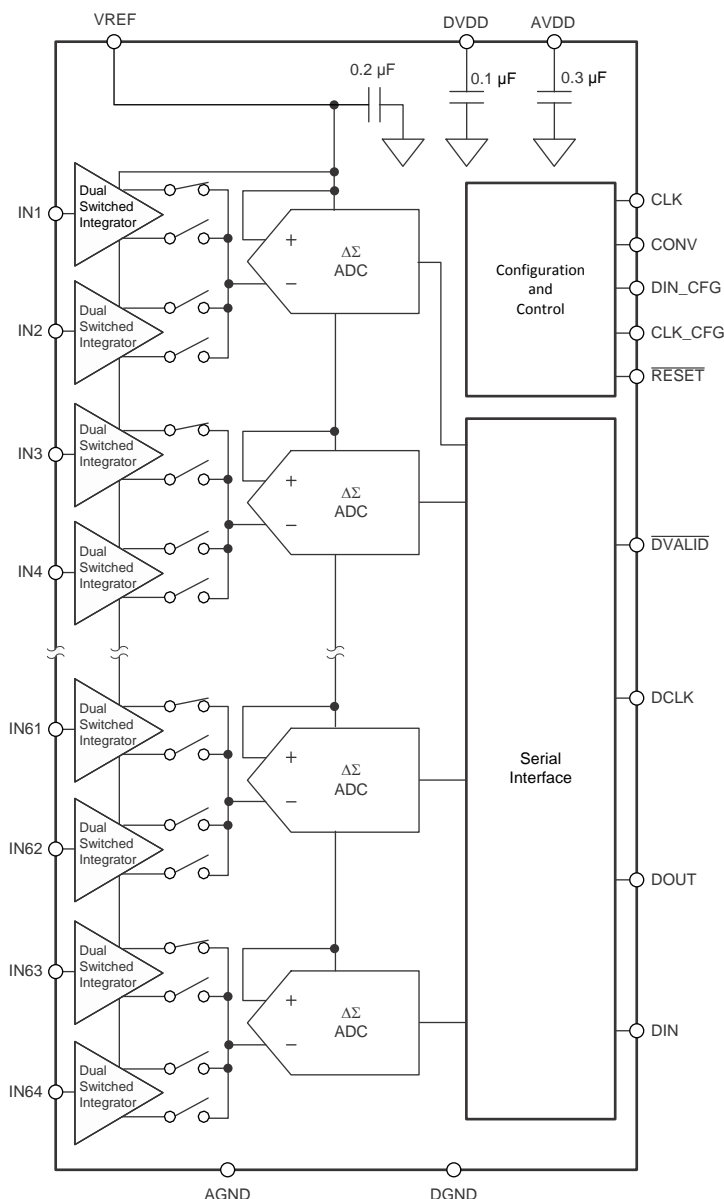 VREF
DVDD
AVDD
0.2 µF
0.1 µF
0.3 µF
IN1
Dual
Switched
Integrator
+
−
ΔΣ
ADC
IN2
Dual
Switched
Integrator
Configuration
and
Control
CLK
CONV
DIN_CFG
CLK_CFG
RESET
IN3
Dual
Switched
Integrator
+
−
ΔΣ
ADC
IN4
Dual
Switched
Integrator
IN61
Dual
Switched
Integrator
+
−
ΔΣ
ADC
IN62
Dual
Switched
Integrator
IN63
Dual
Switched
Integrator
+
−
ΔΣ
ADC
IN64
Dual
Switched
Integrator
Serial
Interface
DVALID
DCLK
DOUT
DIN
AGND
DGND